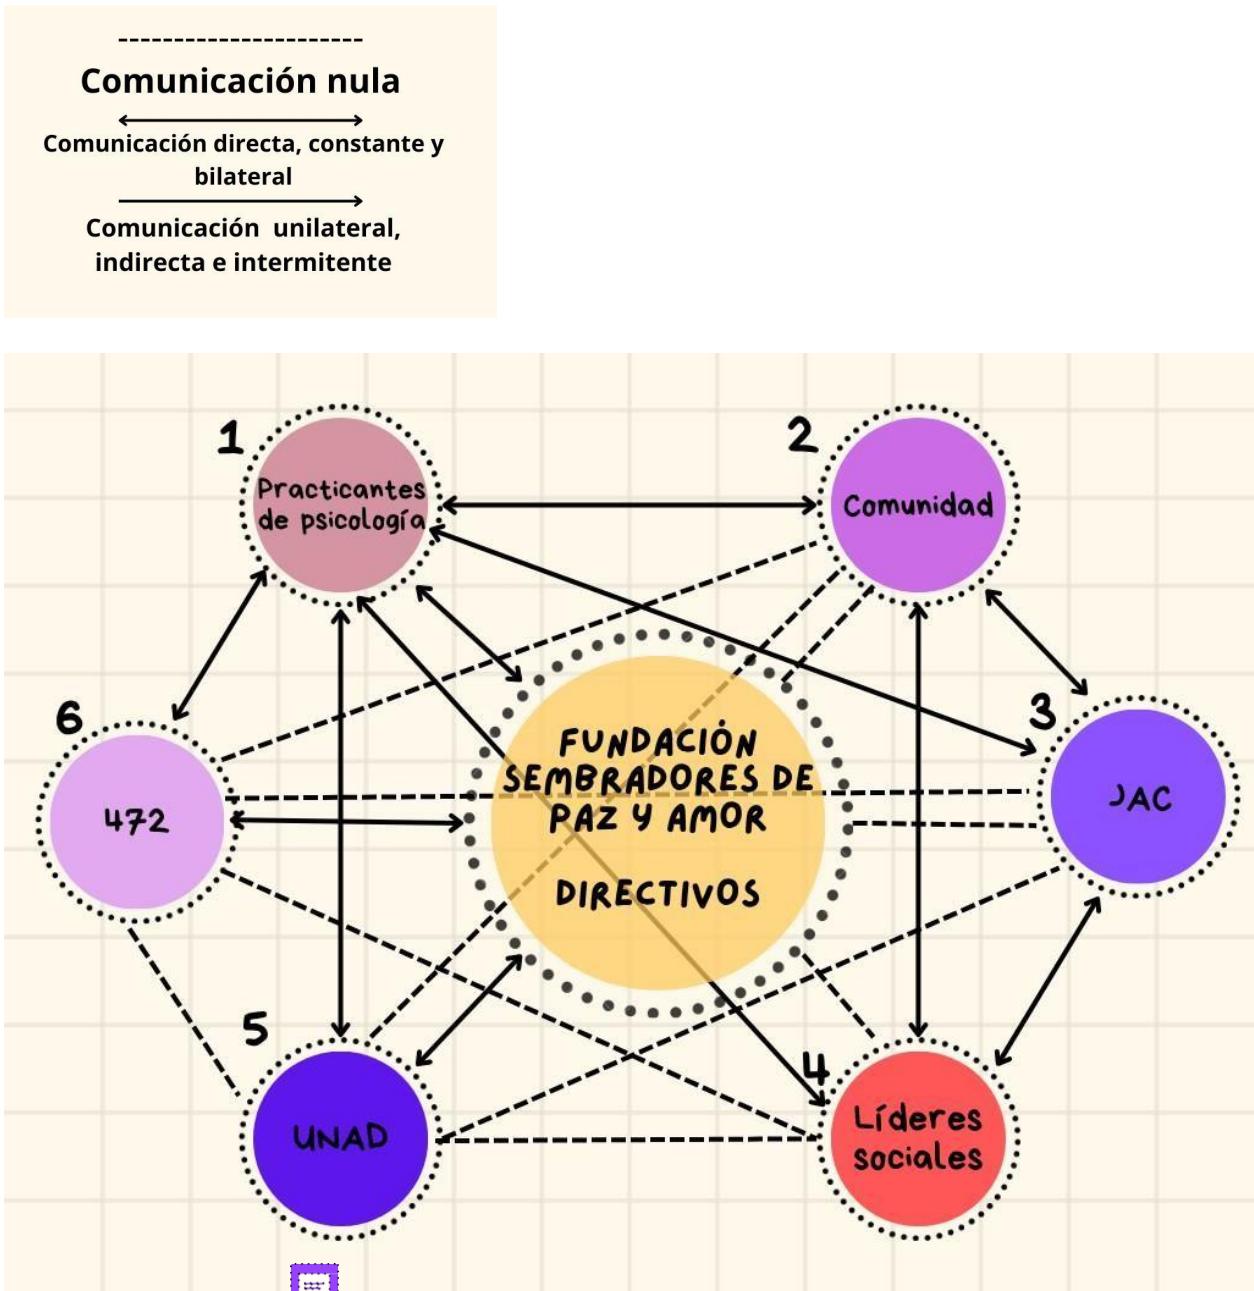 Comunicación nula
Comunicación directa, constante y
bilateral
Comunicación unilateral,
indirecta e intermitente
1
Practicantes
de psicología
2
Comunidad
3
JAC
6
472
FUNDACIÓN
SEMBRADORES DE
PAZ Y AMOR
DIRECTIVOS
5
UNAD
4
Líderes
sociales